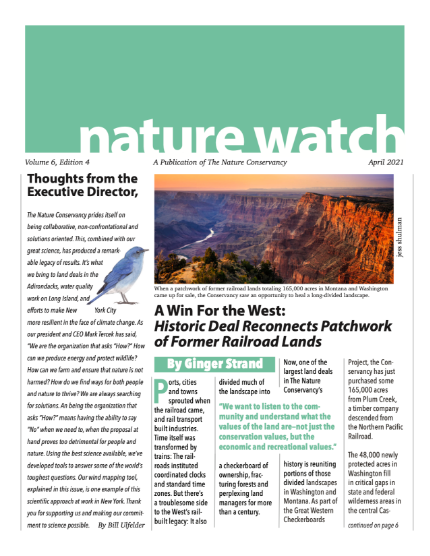 nature watch
Volume 6, Edition 4
A Publication of The Nature Conservancy
April 2021
Thoughts from the
Executive Director,
The Nature Conservancy prides itself on
being collaborative, non-confrontational and
solutions oriented. This, combined with our
great science, has produced a remark-
able legacy of results. It's what
we bring to land deals in the
Adirondacks, water quality
work on Long Island, and
efforts to make New York City
more resilient in the face of climate change. As
our president and CEO Mark Tercek has said,
"We are the organization that asks "How?" How
can we produce energy and protect wildlife?
How can we farm and ensure that nature is not
harmed? How do we find ways for both people
and nature to thrive? We are always searching
for solutions. An being the organization that
asks "How?" means having the ability to say
"No" when we need to, when the proposal at
hand proves too detrimental for people and
nature. Using the best science available, we've
developed tools to answer some of the world's
toughest questions. Our wind mapping tool,
explained in this issue, is one example of this
scientific approach at work in New York. Thank
you for supporting us and making our commit-
ment to science possible. By Bill Ulfelder
jess shulman
When a patchwork of former railroad lands totaling 165,000 acres in Montana and Washington
came up for sale, the Conservancy saw an opportunity to heal a long-divided landscape.
A Win For the West:
Historic Deal Reconnects Patchwork
of Former Railroad Lands
By Ginger Strand
Ports, cities
and towns
sprouted when
the railroad came,
and rail transport
built industries.
Time itself was
transformed by
trains: The rail-
roads instituted
coordinated clocks
and standard time
zones. But there's
a troublesome side
to the West's rail-
built legacy: It also
divided much of
the landscape into
"We want to listen to the com-
munity and understand what the
values of the land are–not just the
conservation values, but the
economic and recreational values."
a checkerboard of
ownership, frac-
turing forests and
perplexing land
managers for more
than a century.
Now, one of the
largest land deals
in The Nature
Conservancy's
history is reuniting
portions of those
divided landscapes
in Washington and
Montana. As part of
the Great Western
Checkerboards
Project, the Con-
servancy has just
purchased some
165,000 acres
from Plum Creek,
a timber company
descended from
the Northern Pacific
Railroad.
The 48,000 newly
protected acres in
Washington fill
in critical gaps in
state and federal
wilderness areas in
the central Cas-
continued on page 6